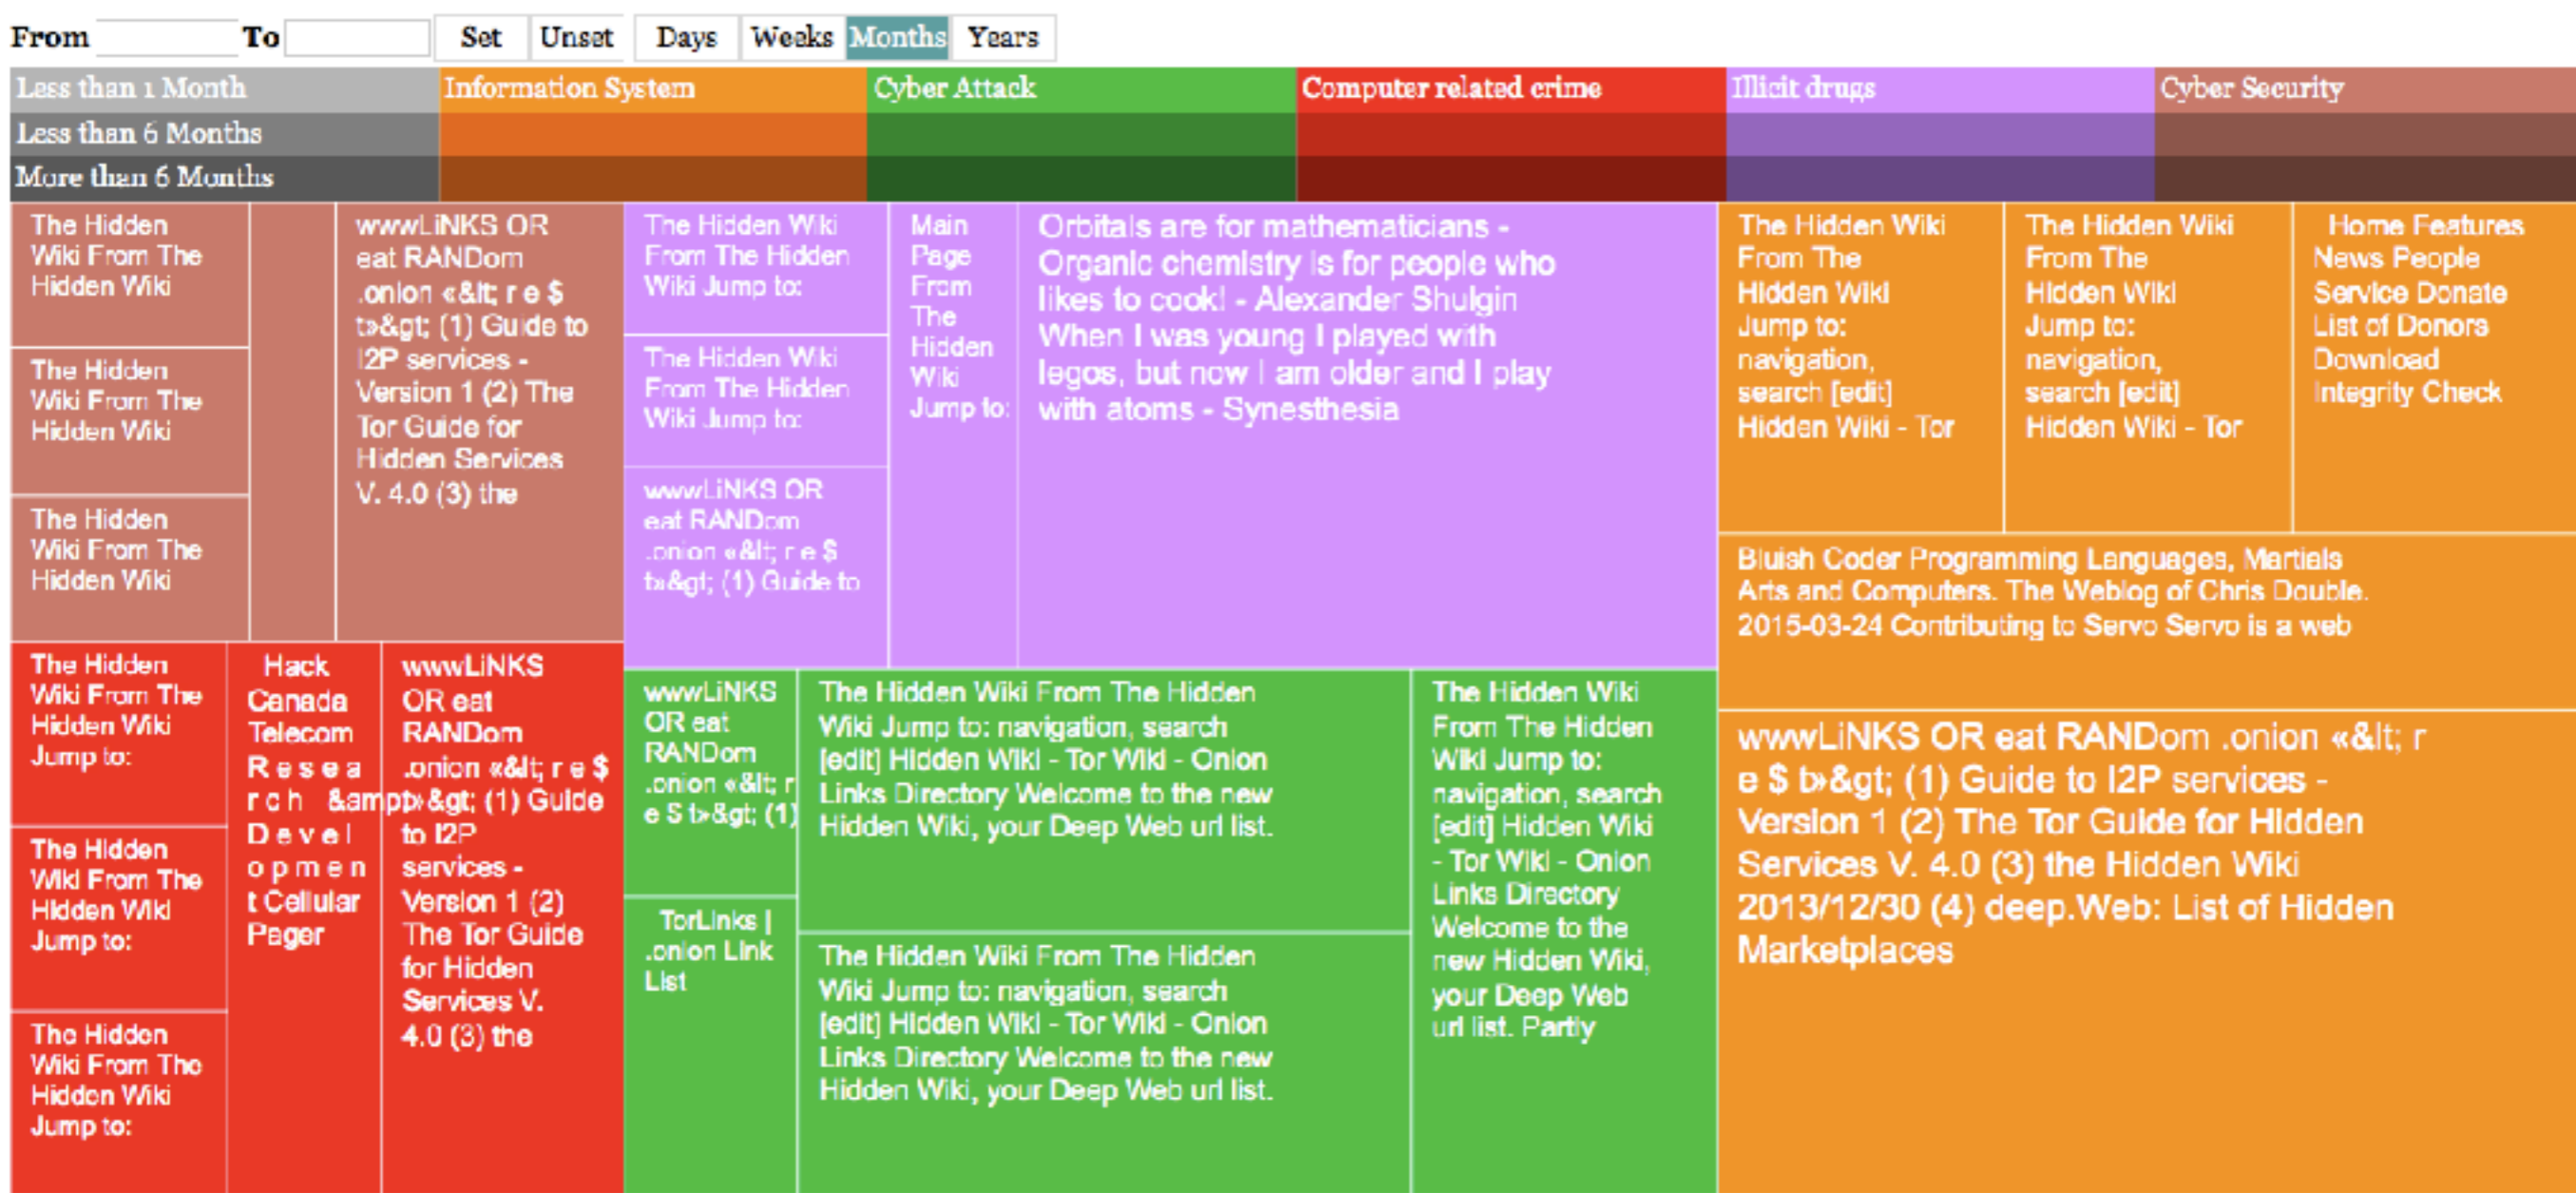 From To Set Unset Days Weeks Months Years
Less than 1 Month Information System Cyber Attack Computer related crime Illicit drugs Cyber Security
Less than 6 Months
More than 6 Months
The Hidden
Wiki From The
Hidden Wiki
The Hidden
Wiki From The
Hidden Wiki
The Hidden
Wiki From The
Hidden Wiki
wwwLiNKS OR
eat RANDom
.onion «&lt; r e $
t»&gt; (1) Guide to
I2P services -
Version 1 (2) The
Tor Guide for
Hidden Services
V. 4.0 (3) the
The Hidden
Wiki From The
Hidden Wiki
Jump to:
The Hidden
Wiki From The
Hidden Wiki
Jump to:
The Hidden
Wiki From The
Hidden Wiki
Jump to:
Hack
Canada
Telecom
R e s e a
r c h &amp;
D e v e l
o p m e n
t Cellular
Pager
wwwLiNKS
OR eat
RANDom
.onion «&lt; r e $
t»&gt; (1) Guide
to I2P
services -
Version 1 (2)
The Tor Guide
for Hidden
Services V.
4.0 (3) the
The Hidden Wiki
From The Hidden
Wiki Jump to:
The Hidden Wiki
From The Hidden
Wiki Jump to:
wwwLiNKS OR
eat RANDom
.onion «&lt; r e $
t»&gt; (1) Guide to
Main
Page
From
The
Hidden
Wiki
Jump to:
Orbitals are for mathematicians -
Organic chemistry is for people who
likes to cook! - Alexander Shulgin
When I was young I played with
legos, but now I am older and I play
with atoms - Synesthesia
wwwLiNKS
OR eat
RANDom
.onion «&lt; r
e $ t»&gt; (1)
TorLinks |
.onion Link
List
The Hidden Wiki From The Hidden
Wiki Jump to: navigation, search
[edit] Hidden Wiki - Tor Wiki - Onion
Links Directory Welcome to the new
Hidden Wiki, your Deep Web url list.
The Hidden Wiki From The Hidden
Wiki Jump to: navigation, search
[edit] Hidden Wiki - Tor Wiki - Onion
Links Directory Welcome to the new
Hidden Wiki, your Deep Web url list.
The Hidden Wiki
From The Hidden
Wiki Jump to:
navigation, search
[edit] Hidden Wiki
- Tor Wiki - Onion
Links Directory
Welcome to the
new Hidden Wiki,
your Deep Web
url list. Partly
The Hidden Wiki
From The
Hidden Wiki
Jump to:
navigation,
search [edit]
Hidden Wiki - Tor
The Hidden Wiki
From The
Hidden Wiki
Jump to:
navigation,
search [edit]
Hidden Wiki - Tor
Home Features
News People
Service Donate
List of Donors
Download
Integrity Check
Bluish Coder Programming Languages, Martials
Arts and Computers. The Weblog of Chris Double.
2015-03-24 Contributing to Servo Servo is a web
wwwLiNKS OR eat RANDom .onion «&lt; r
e $ t»&gt; (1) Guide to I2P services -
Version 1 (2) The Tor Guide for Hidden
Services V. 4.0 (3) the Hidden Wiki
2013/12/30 (4) deep.Web: List of Hidden
Marketplaces